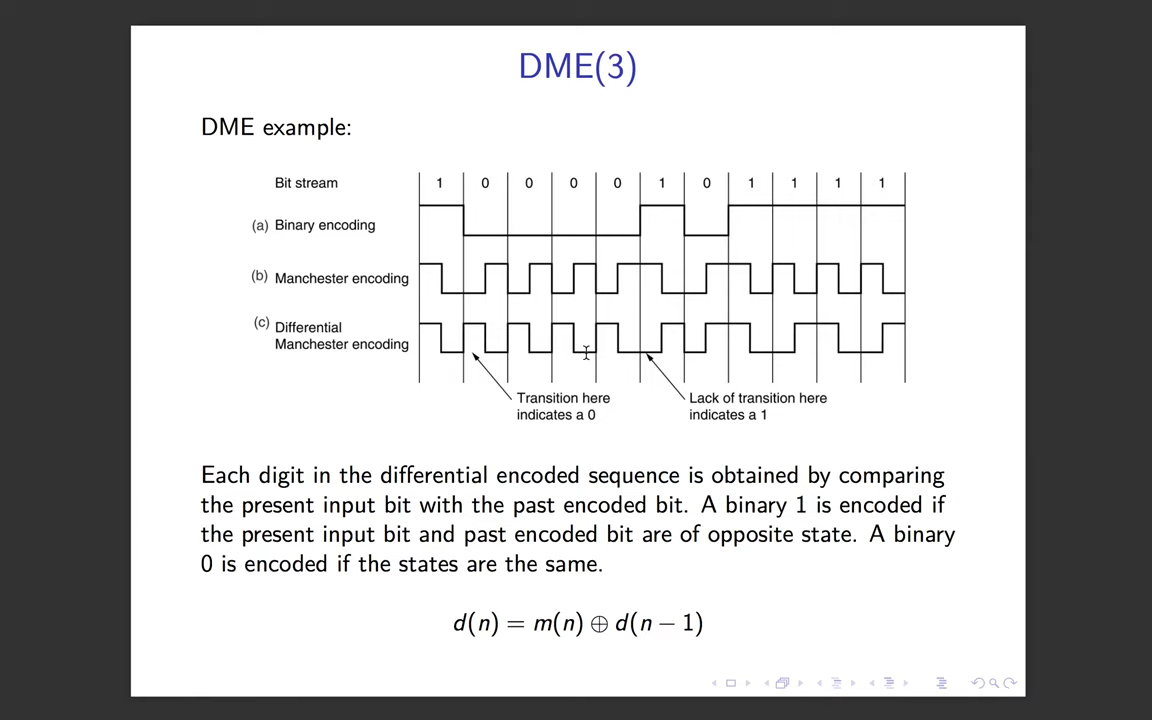 DME(3)
DME example:
Bit stream 1 0 0 0 0 1 0 1 1 1 1
(a) Binary encoding
(b) Manchester encoding
(c) Differential
Manchester encoding
Transition here
indicates a 0
Lack of transition here
indicates a 1
Each digit in the differential encoded sequence is obtained by comparing
the present input bit with the past encoded bit. A binary 1 is encoded if
the present input bit and past encoded bit are of opposite state. A binary
0 is encoded if the states are the same.
d(n) = m(n) ⊕ d(n − 1)